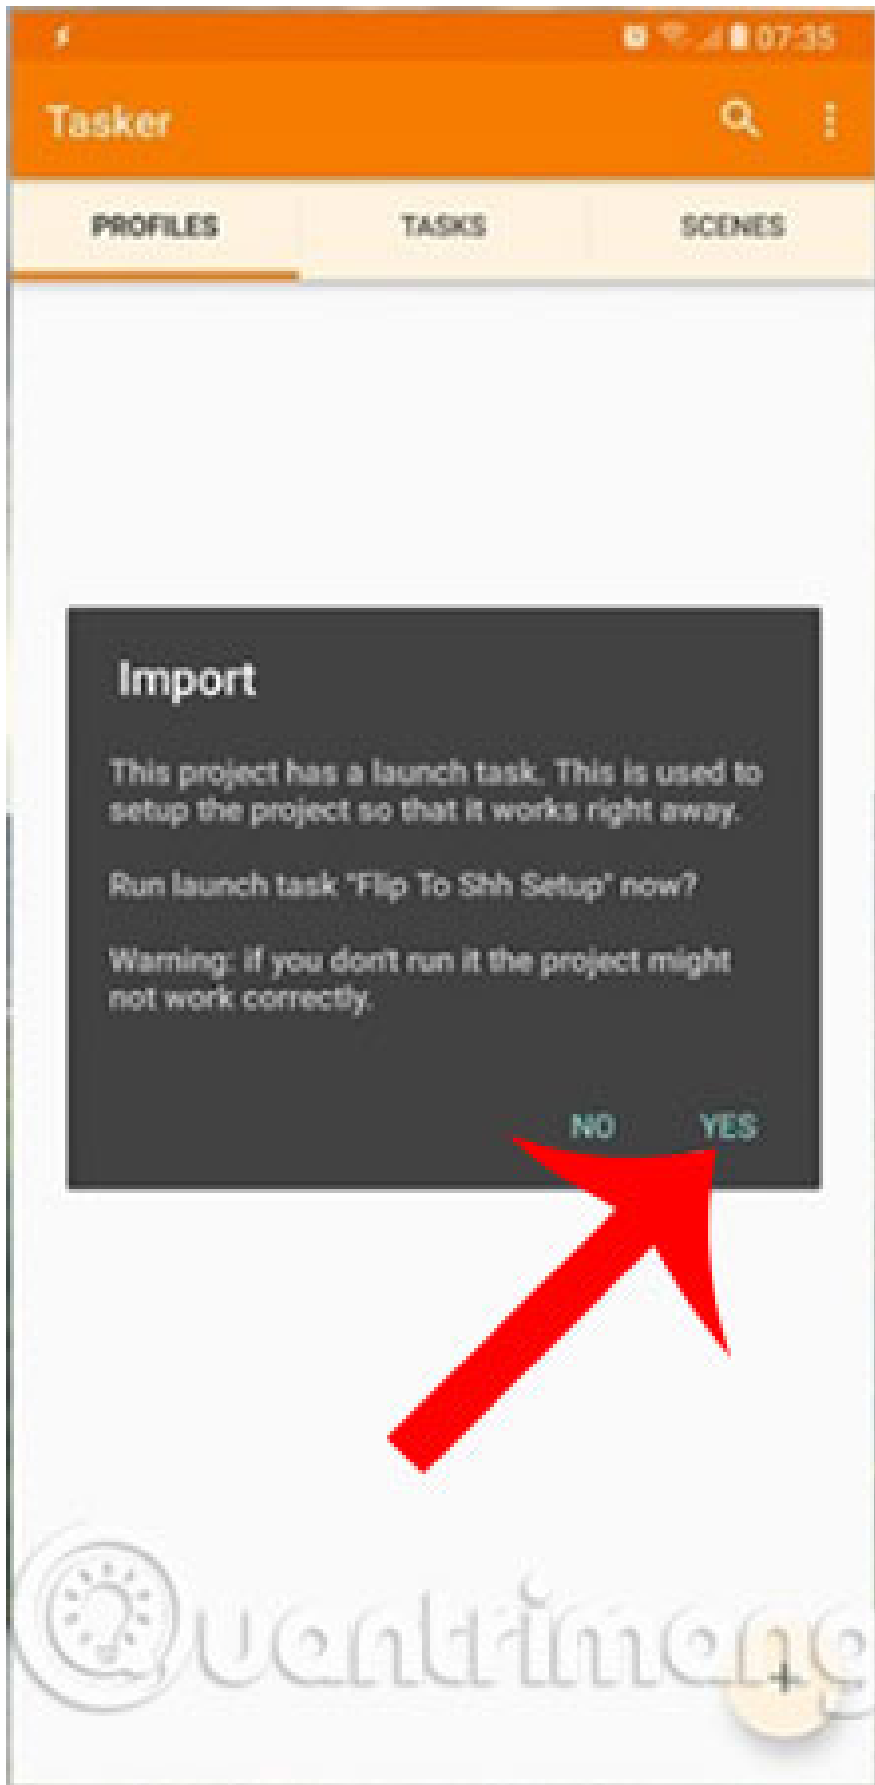 07:35
Tasker
PROFILES
TASKS
SCENES
Import
This project has a launch task. This is used to
setup the project so that it works right away.
Run launch task "Flip To Shh Setup" now?
Warning: if you don't run it the project might
not work correctly.
NO
YES
Quantrimang
+